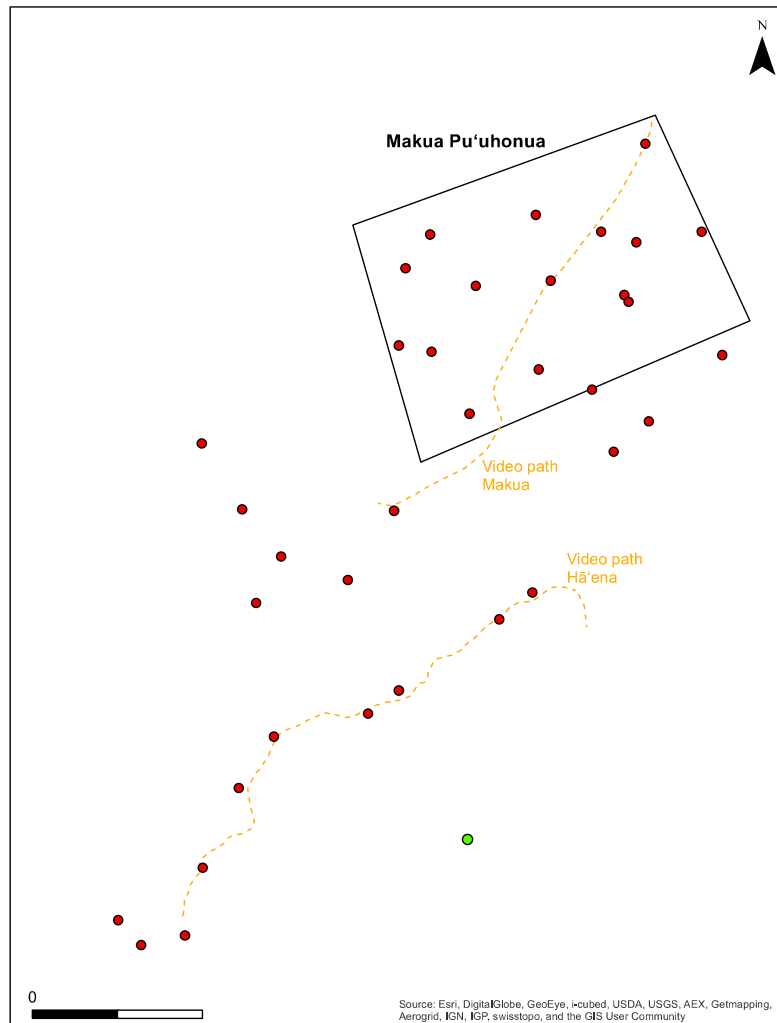 N
Makua Pu‘uhonua
Video path
Makua
Video path
Hā‘ena
0
Source: Esri, DigitalGlobe, GeoEye, i-cubed, USDA, USGS, AEX, Getmapping,
Aerogrid, IGN, IGP, swisstopo, and the GIS User Community